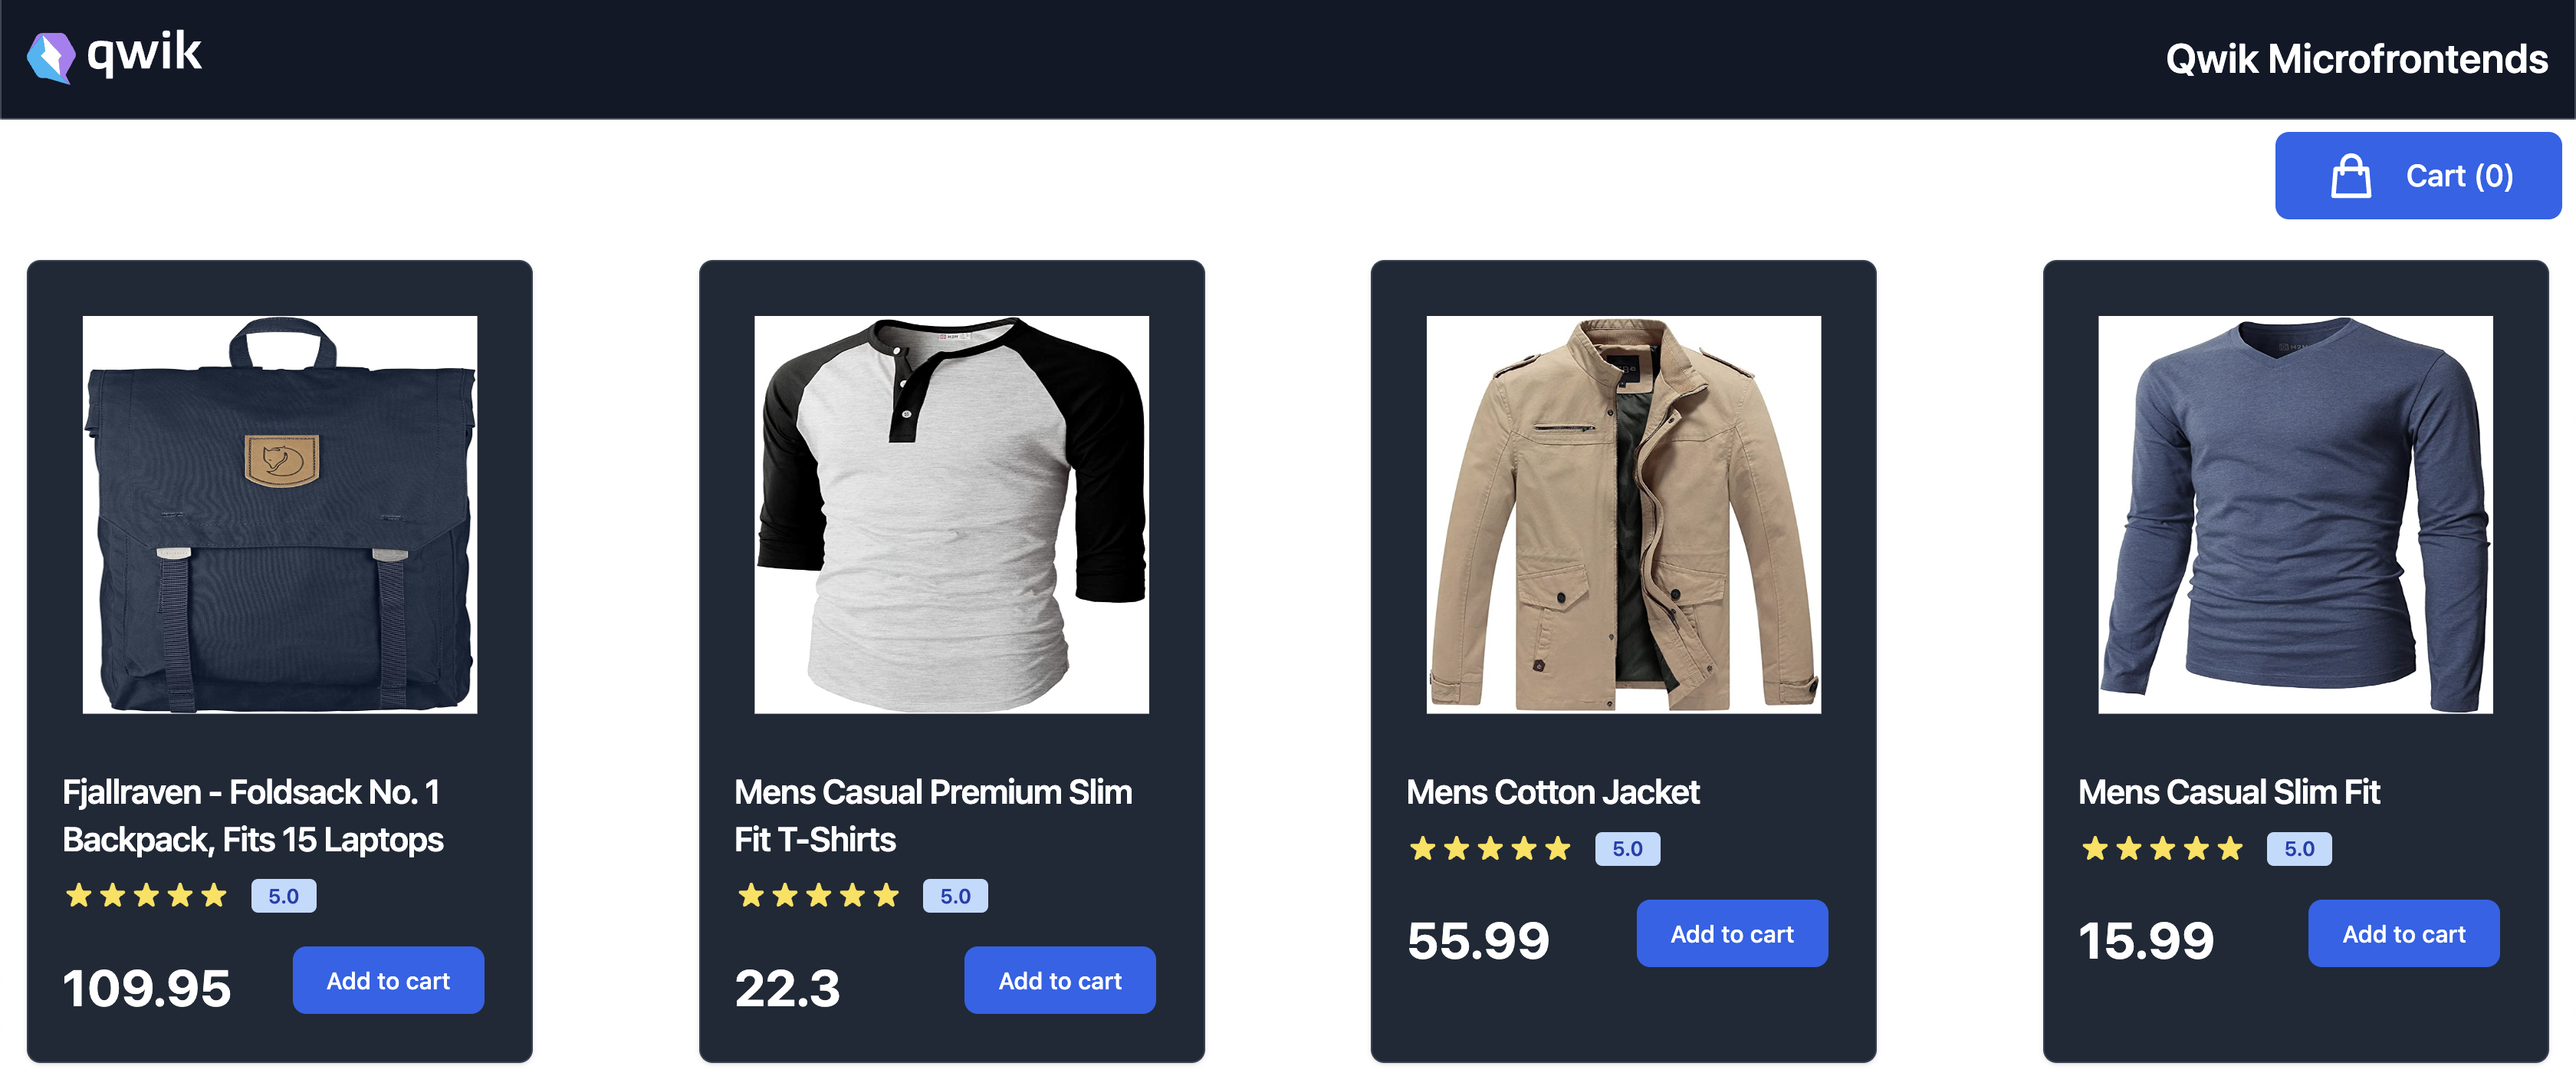 qwik
Qwik Microfrontends
Cart (0)
Fjallraven - Foldsack No. 1
Backpack, Fits 15 Laptops
5.0
109.95
Add to cart
Mens Casual Premium Slim
Fit T-Shirts
5.0
22.3
Add to cart
Mens Cotton Jacket
5.0
55.99
Add to cart
Mens Casual Slim Fit
5.0
15.99
Add to cart